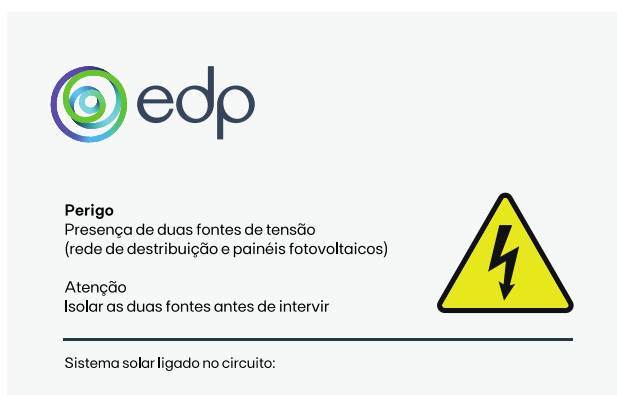 edp
Perigo
Presença de duas fontes de tensão
(rede de destribuição e painéis fotovoltaicos)
Atenção
Isolar as duas fontes antes de intervir
Sistema solar ligado no circuito: